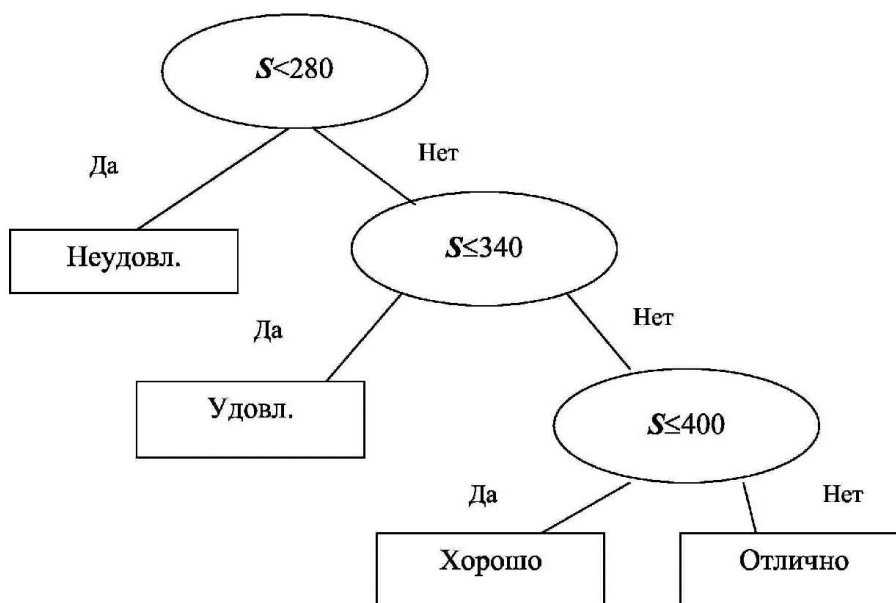 S<280
Да
Нет
Неудовл.
S≤340
Да
Нет
Удовл.
S≤400
Да
Нет
Хорошо
Отлично